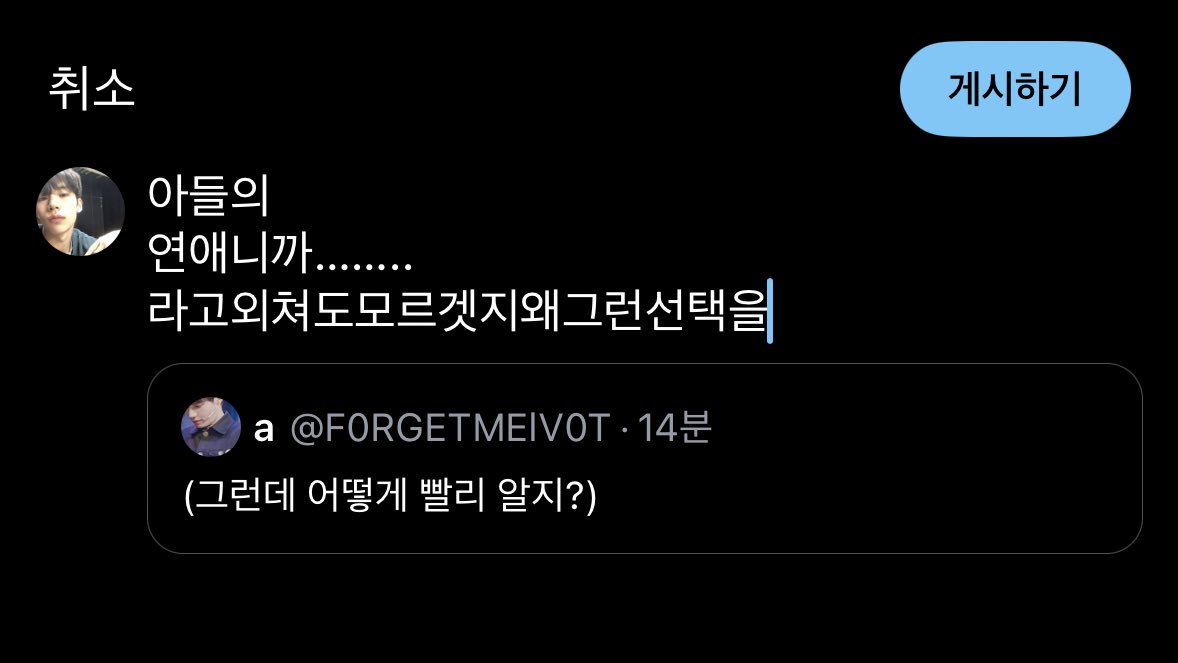 취소
게시하기
아들의
연애니까........
라고외쳐도모르겟지왜그런선택을
a @F0RGETMElV0T · 14분
(그런데 어떻게 빨리 알지?)